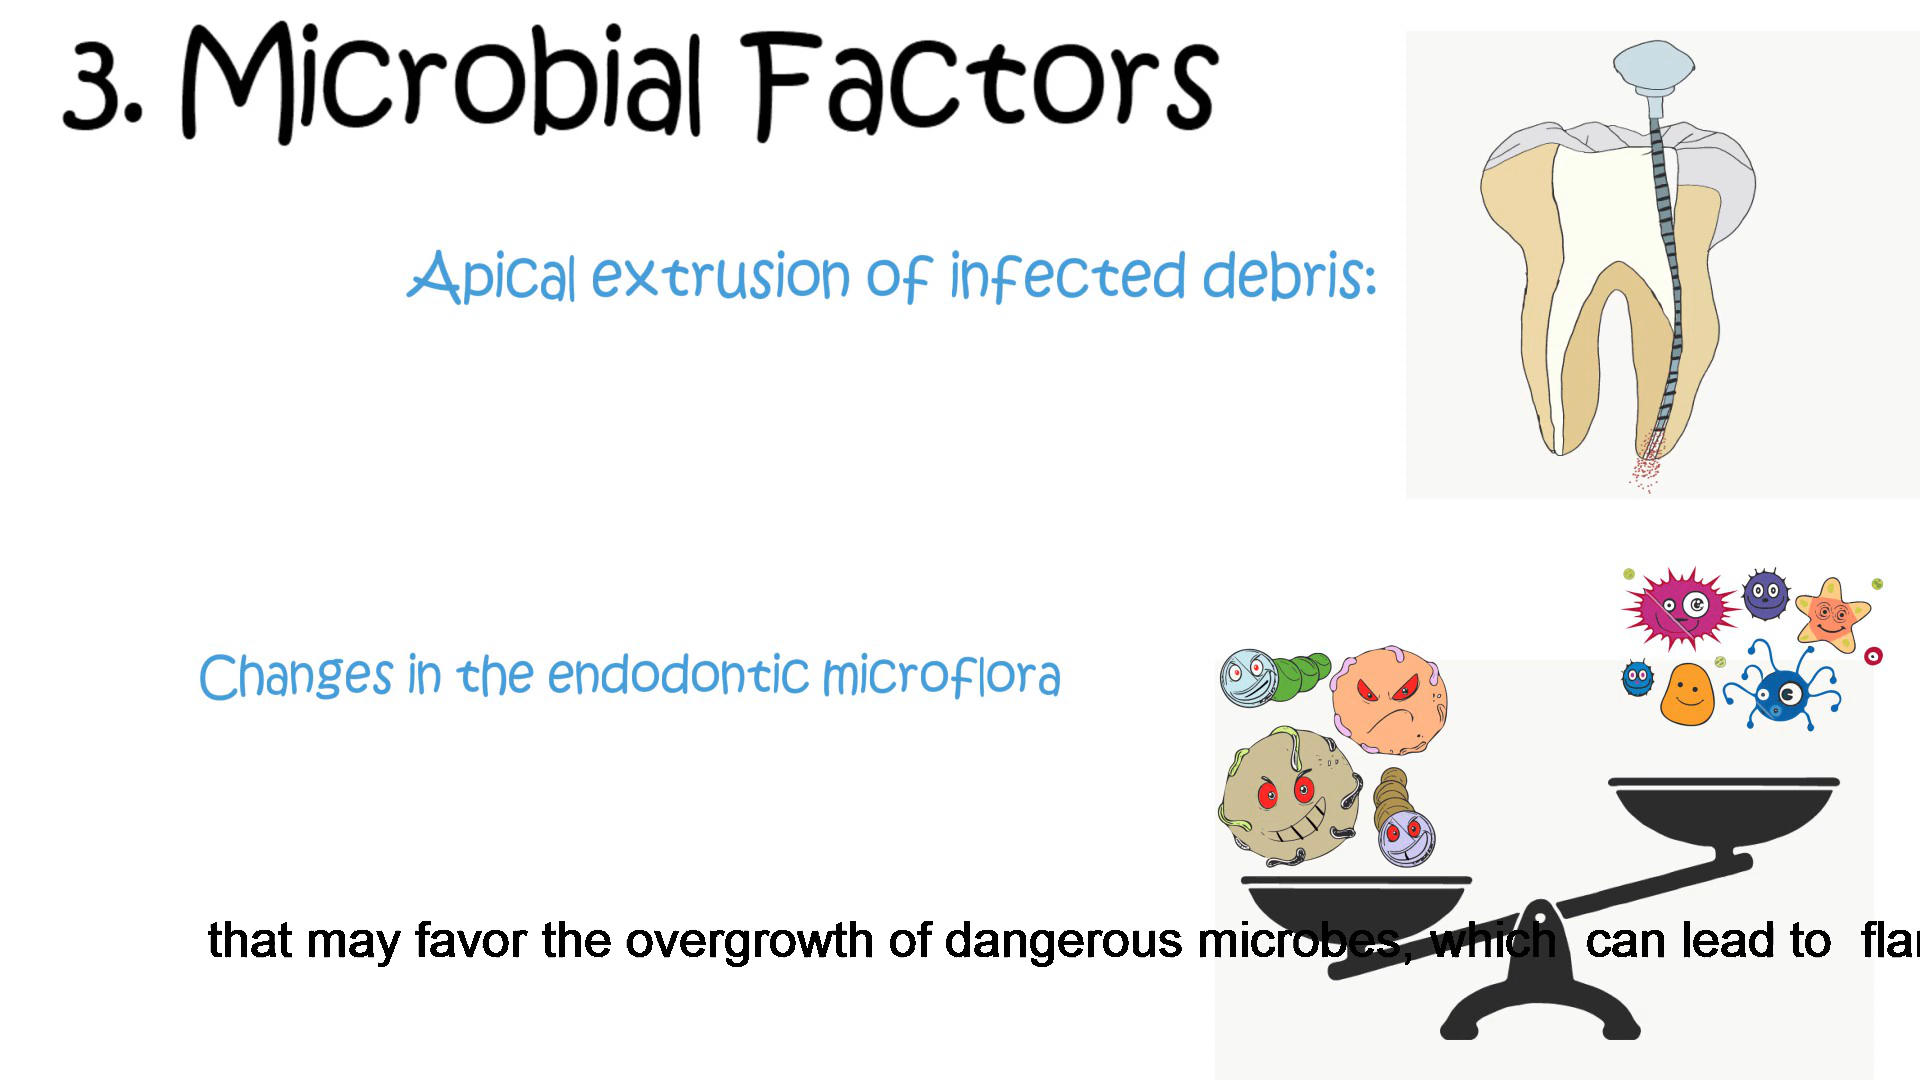 3. Microbial Factors
Apical extrusion of infected debris:
Changes in the endodontic microflora
that may favor the overgrowth of dangerous microbes, which can lead to